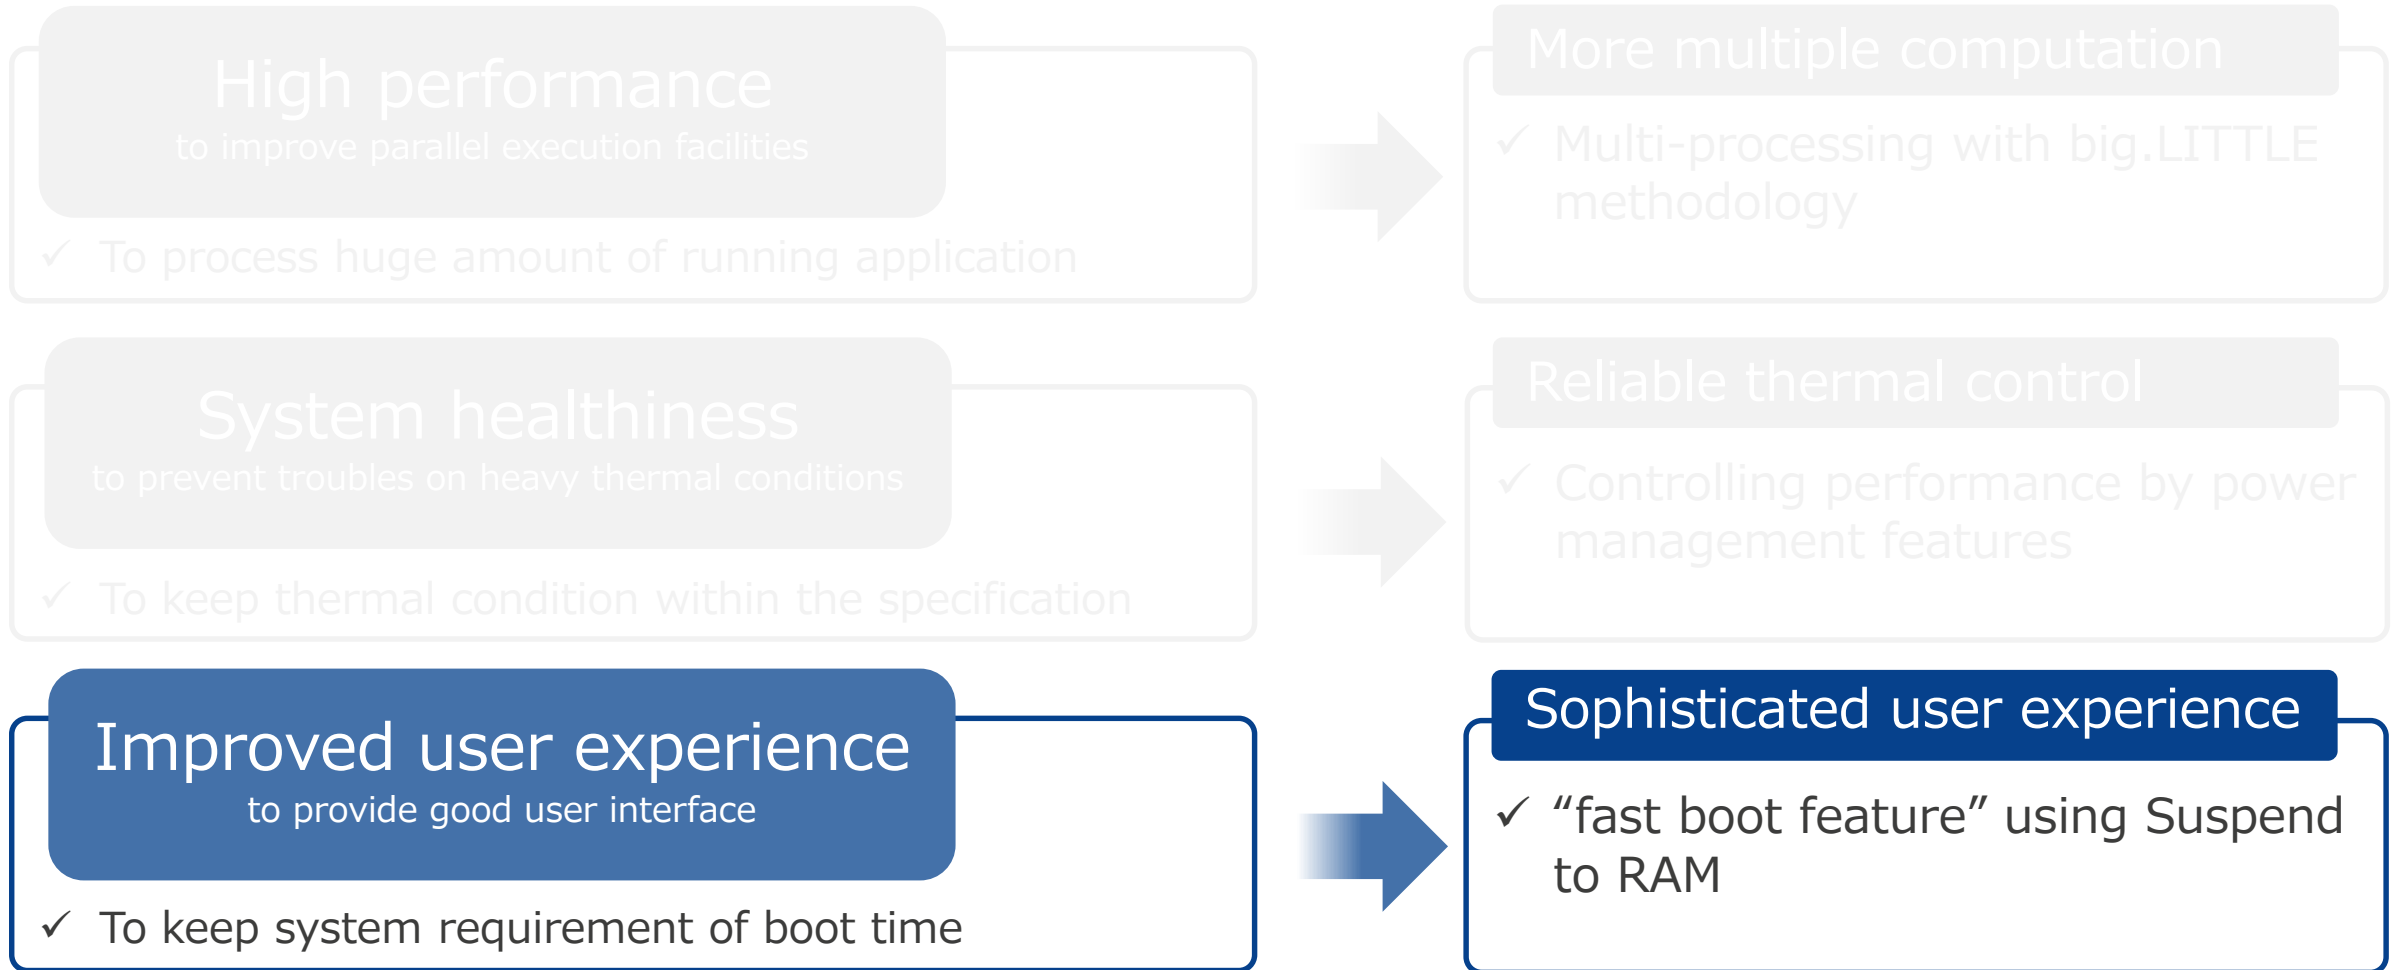 High performance
to improve parallel execution facilities
✓ To process huge amount of running application
More multiple computation
✓ Multi-processing with big.LITTLE
methodology
System healthiness
to prevent troubles on heavy thermal conditions
✓ To keep thermal condition within the specification
Reliable thermal control
✓ Controlling performance by power
management features
Improved user experience
to provide good user interface
✓ To keep system requirement of boot time
Sophisticated user experience
✓ “fast boot feature” using Suspend
to RAM